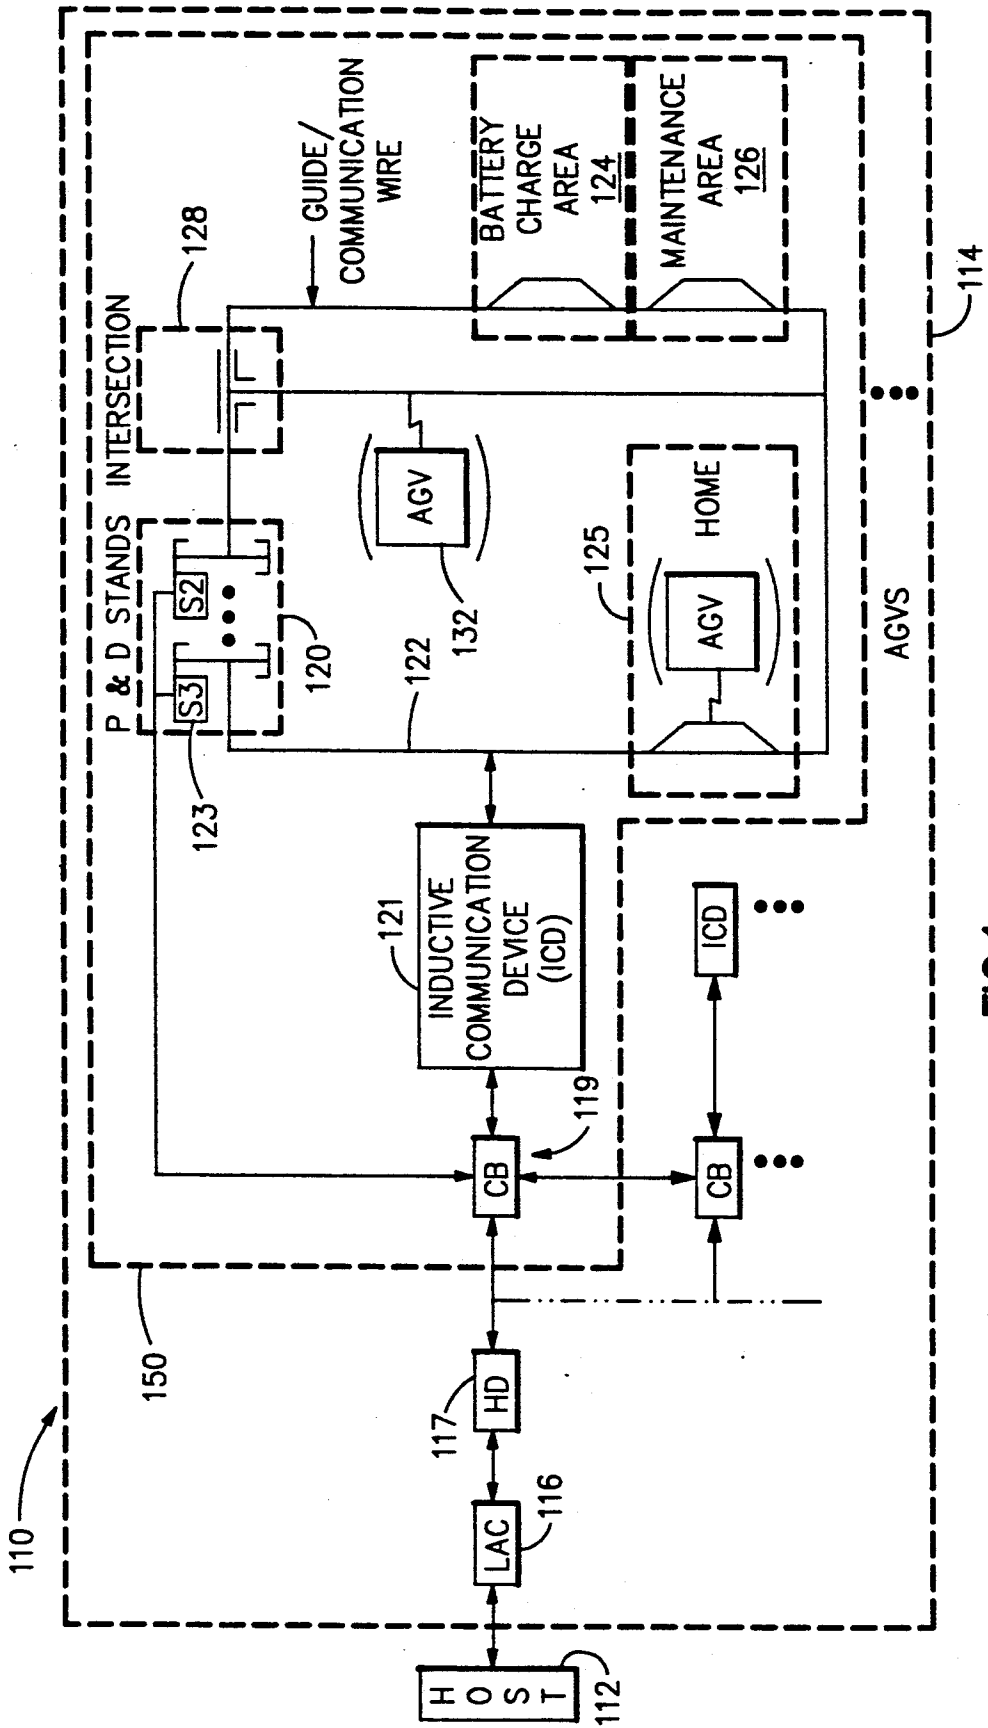 110
150
P & D STANDS
INTERSECTION
128
GUIDE/
COMMUNICATION
WIRE
S3
S2
123
120
122
132
AGV
BATTERY
CHARGE
AREA
124
MAINTENANCE
AREA
126
125
HOME
AGV
AGVS
114
121
INDUCTIVE
COMMUNICATION
DEVICE
(ICD)
119
CB
CB
ICD
117
HD
LAC
116
HOST
112